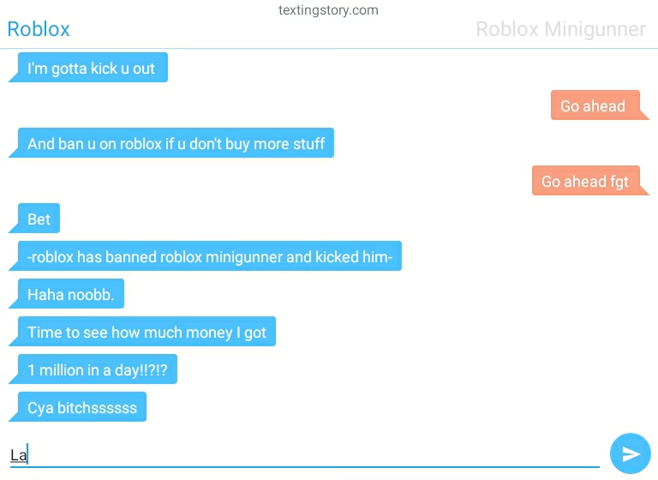 textingstory.com
Roblox
Roblox Minigunner
I'm gotta kick u out
Go ahead
And ban u on roblox if u don't buy more stuff
Go ahead fgt
Bet
-roblox has banned roblox minigunner and kicked him-
Haha noobb.
Time to see how much money I got
1 million in a day!!?!?
Cya bitchssssss
La